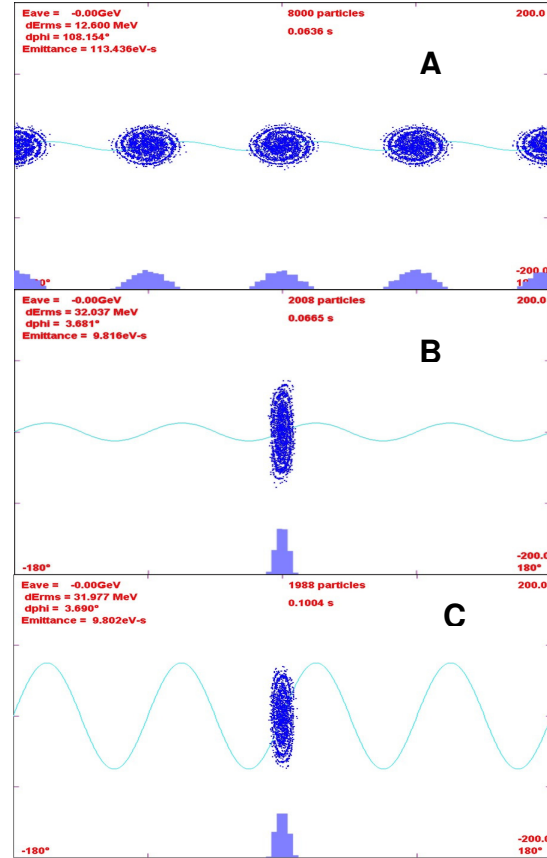 Eave = -0.00GeV 8000 particles 200.0
dErms = 12.600 MeV 0.0636 s
dphi = 108.154°
Emittance = 113.436eV-s
A
-200.0
Eave = -0.00GeV 2008 particles 200.0
dErms = 32.037 MeV 0.0665 s
dphi = 3.681°
Emittance = 9.816eV-s
B
-200.0
-180° 180°
Eave = -0.00GeV 1988 particles 200.0
dErms = 31.977 MeV 0.1004 s
dphi = 3.690°
Emittance = 9.802eV-s
C
-200.0
-180° 180°